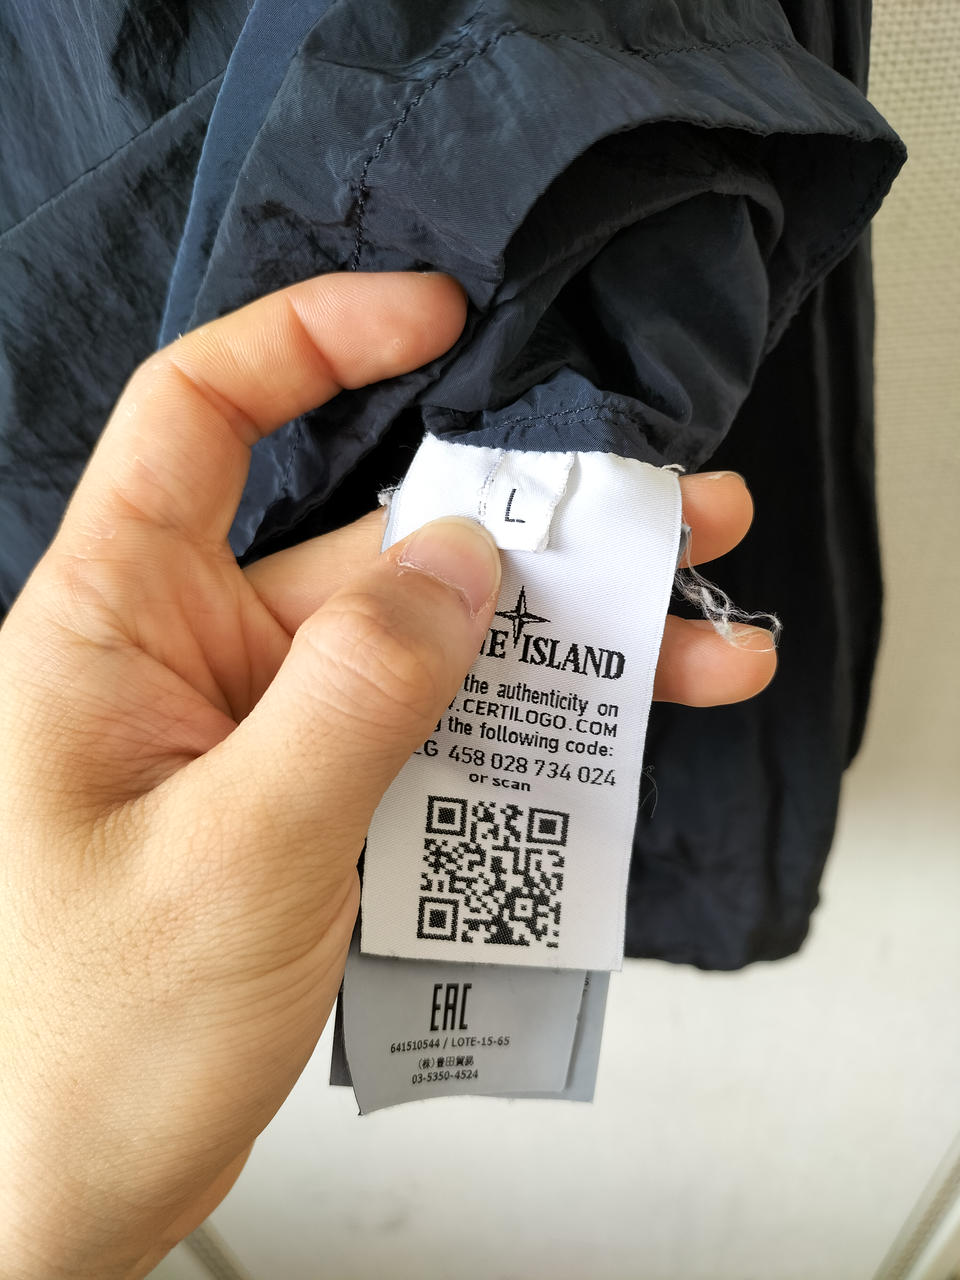 L
ISLAND
the authenticity on
.CERTILOGO.COM
the following code:
458 028 734 024
or scan
EAC
641510544 / LOTE-15-65
(株)豊田貿易
03-5350-4524